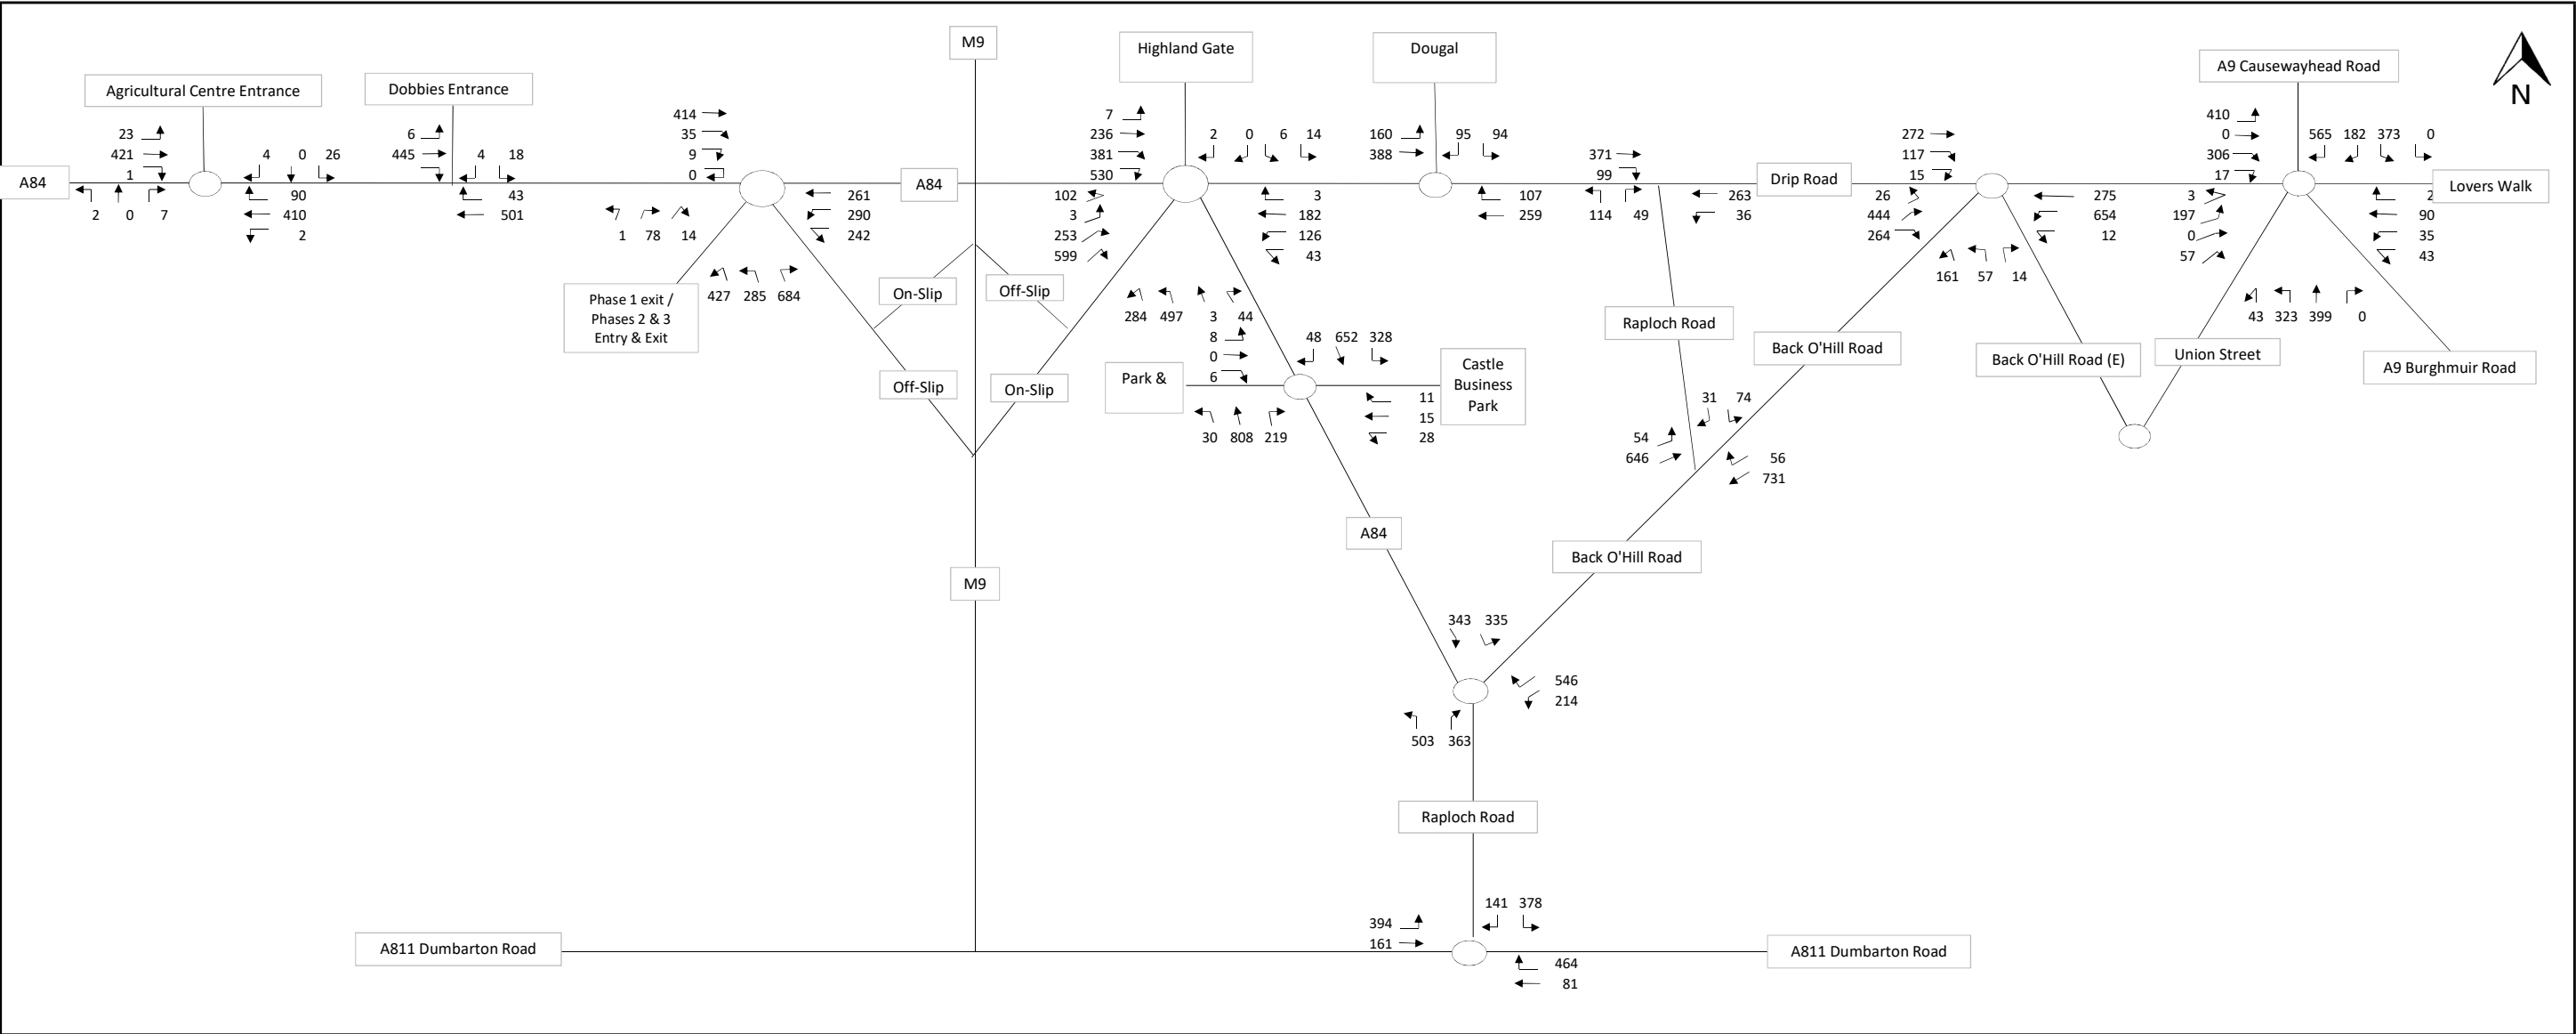 M9
Highland Gate
Dougal
A9 Causewayhead Road
N
Agricultural Centre Entrance
Dobbies Entrance
23
421
1
4 0 26
6
445
4 18
414
35
9
0
7
236
381
530
2 0 6 14
160
388
95 94
371
99
272
117
15
410
0
306
17
565 182 373 0
A84
A84
Drip Road
Lovers Walk
2 0 7
90
410
2
43
501
1 78 14
261
290
242
102
3
253
599
3
182
126
43
107
259
114 49
263
36
26
444
264
275
654
12
3
197
0
57
2
90
35
43
161 57 14
Phase 1 exit /
Phases 2 & 3
Entry & Exit
427 285 684
On-Slip
Off-Slip
284 497 3 44
43 323 399 0
Raploch Road
Back O'Hill Road
Back O'Hill Road (E)
Union Street
A9 Burghmuir Road
8
0
6
48 652 328
Park &
Castle
Business
Park
Off-Slip
On-Slip
30 808 219
11
15
28
31 74
54
646
56
731
A84
Back O'Hill Road
M9
343 335
546
214
503 363
Raploch Road
394
161
141 378
A811 Dumbarton Road
A811 Dumbarton Road
464
81